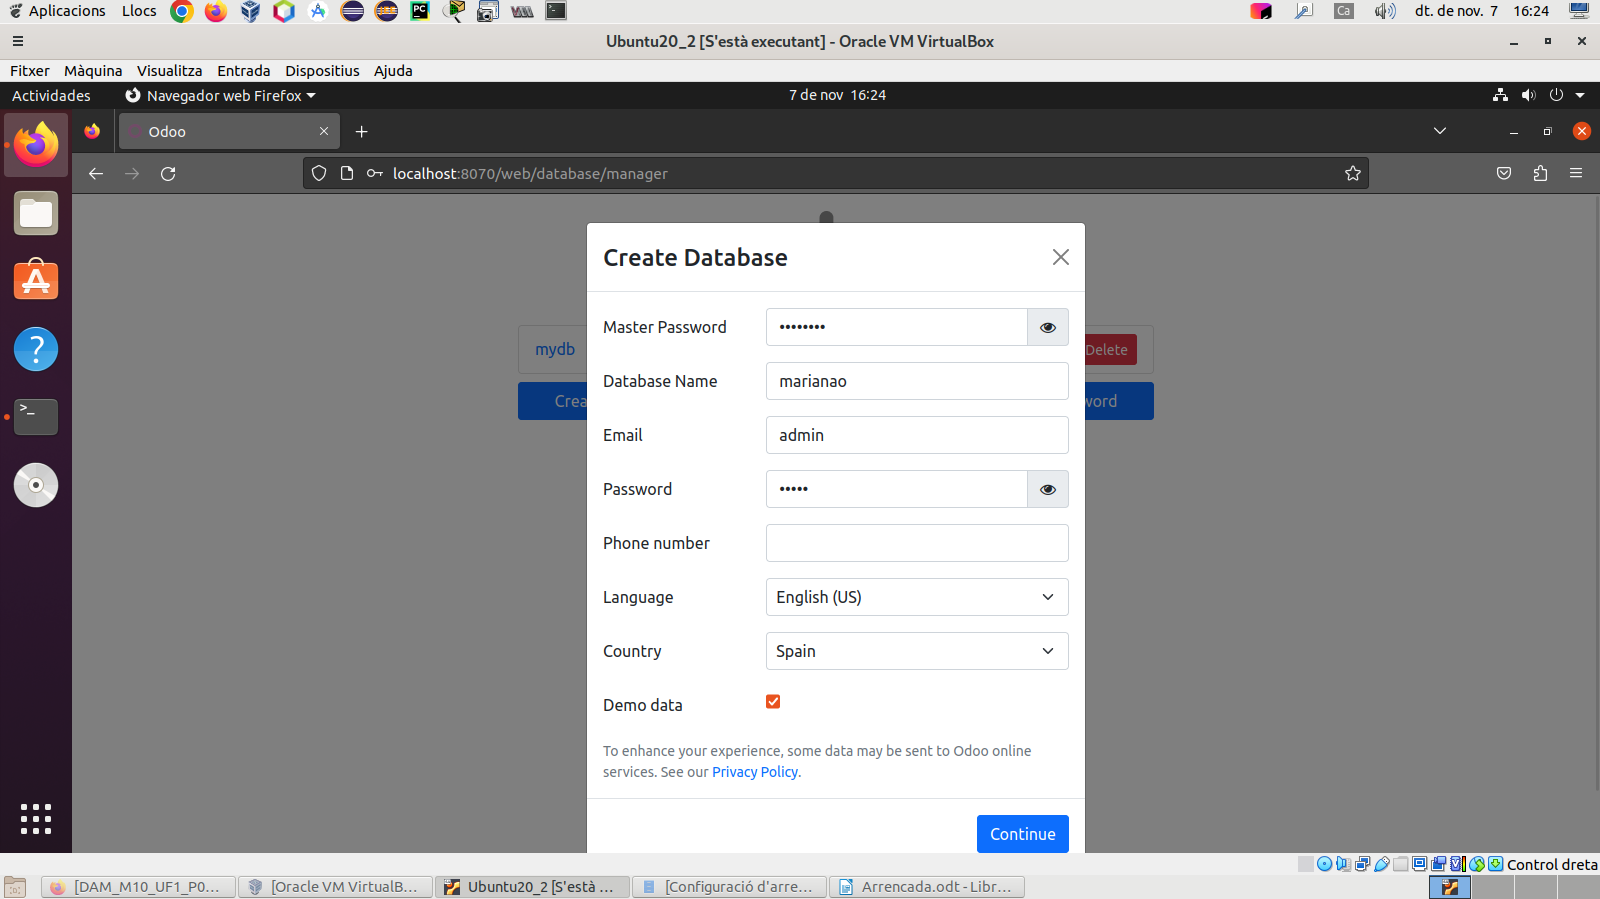 Aplicacions Llocs Ca dt. de nov. 7 16:24
Ubuntu20_2 [S'està executant] - Oracle VM VirtualBox
Fitxer Màquina Visualitza Entrada Dispositius Ajuda
Activitades Navegador web Firefox 7 de nov 16:24
Odoo
localhost:8070/web/database/manager
Create Database
Master Password ••••••••
mydb Delete
Database Name marianao
Crea word
Email admin
Password •••••
Phone number
Language English (US)
Country Spain
Demo data
To enhance your experience, some data may be sent to Odoo online
services. See our Privacy Policy.
Continue
Control dreta
[DAM_M10_UF1_P0... [Oracle VM VirtualB... Ubuntu20_2 [S'està ... [Configuració d'arre... Arrencada.odt - Libr...